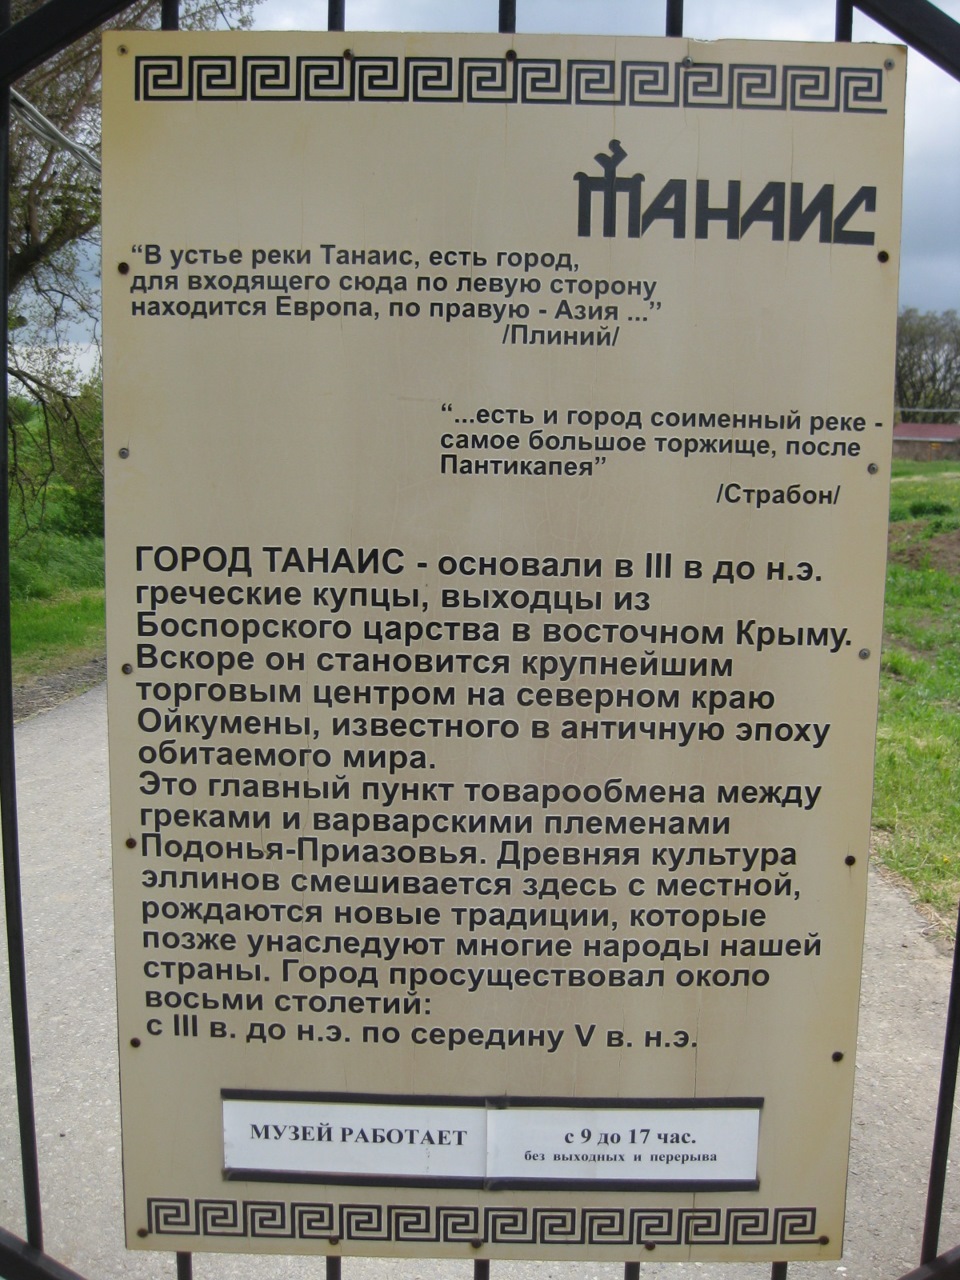 ТАНАИС
“В устье реки Танаис, есть город,
для входящего сюда по левую сторону
находится Европа, по правую - Азия ...”
/Плиний/
“...есть и город соименный реке -
самое большое торжище, после
Пантикапея”
/Страбон/
ГОРОД ТАНАИС - основали в III в до н.э.
греческие купцы, выходцы из
Боспорского царства в восточном Крыму.
Вскоре он становится крупнейшим
торговым центром на северном краю
Ойкумены, известного в античную эпоху
обитаемого мира.
Это главный пункт товарообмена между
греками и варварскими племенами
Подонья-Приазовья. Древняя культура
эллинов смешивается здесь с местной,
рождаются новые традиции, которые
позже унаследуют многие народы нашей
страны. Город просуществовал около
восьми столетий:
с III в. до н.э. по середину V в. н.э.
МУЗЕЙ РАБОТАЕТ
с 9 до 17 час.
без выходных и перерыва